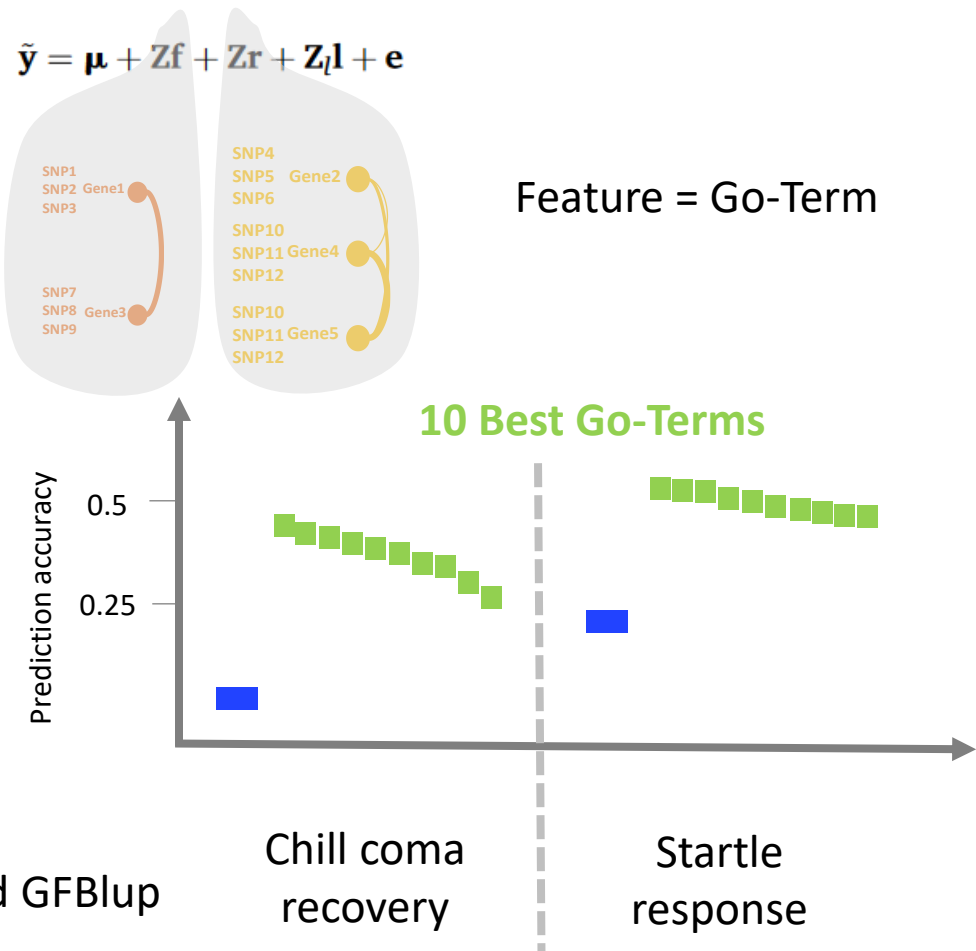 ỹ = μ + Zf + Zr + Zₗl + e
SNP1
SNP2 Gene1
SNP3
SNP7
SNP8 Gene3
SNP9
SNP4
SNP5 Gene2
SNP6
SNP10
SNP11 Gene4
SNP12
SNP10
SNP11 Gene5
SNP12
Feature = Go-Term
10 Best Go-Terms
Prediction accuracy
0.5
0.25
Chill coma
recovery
Startle
response
d GFBlup